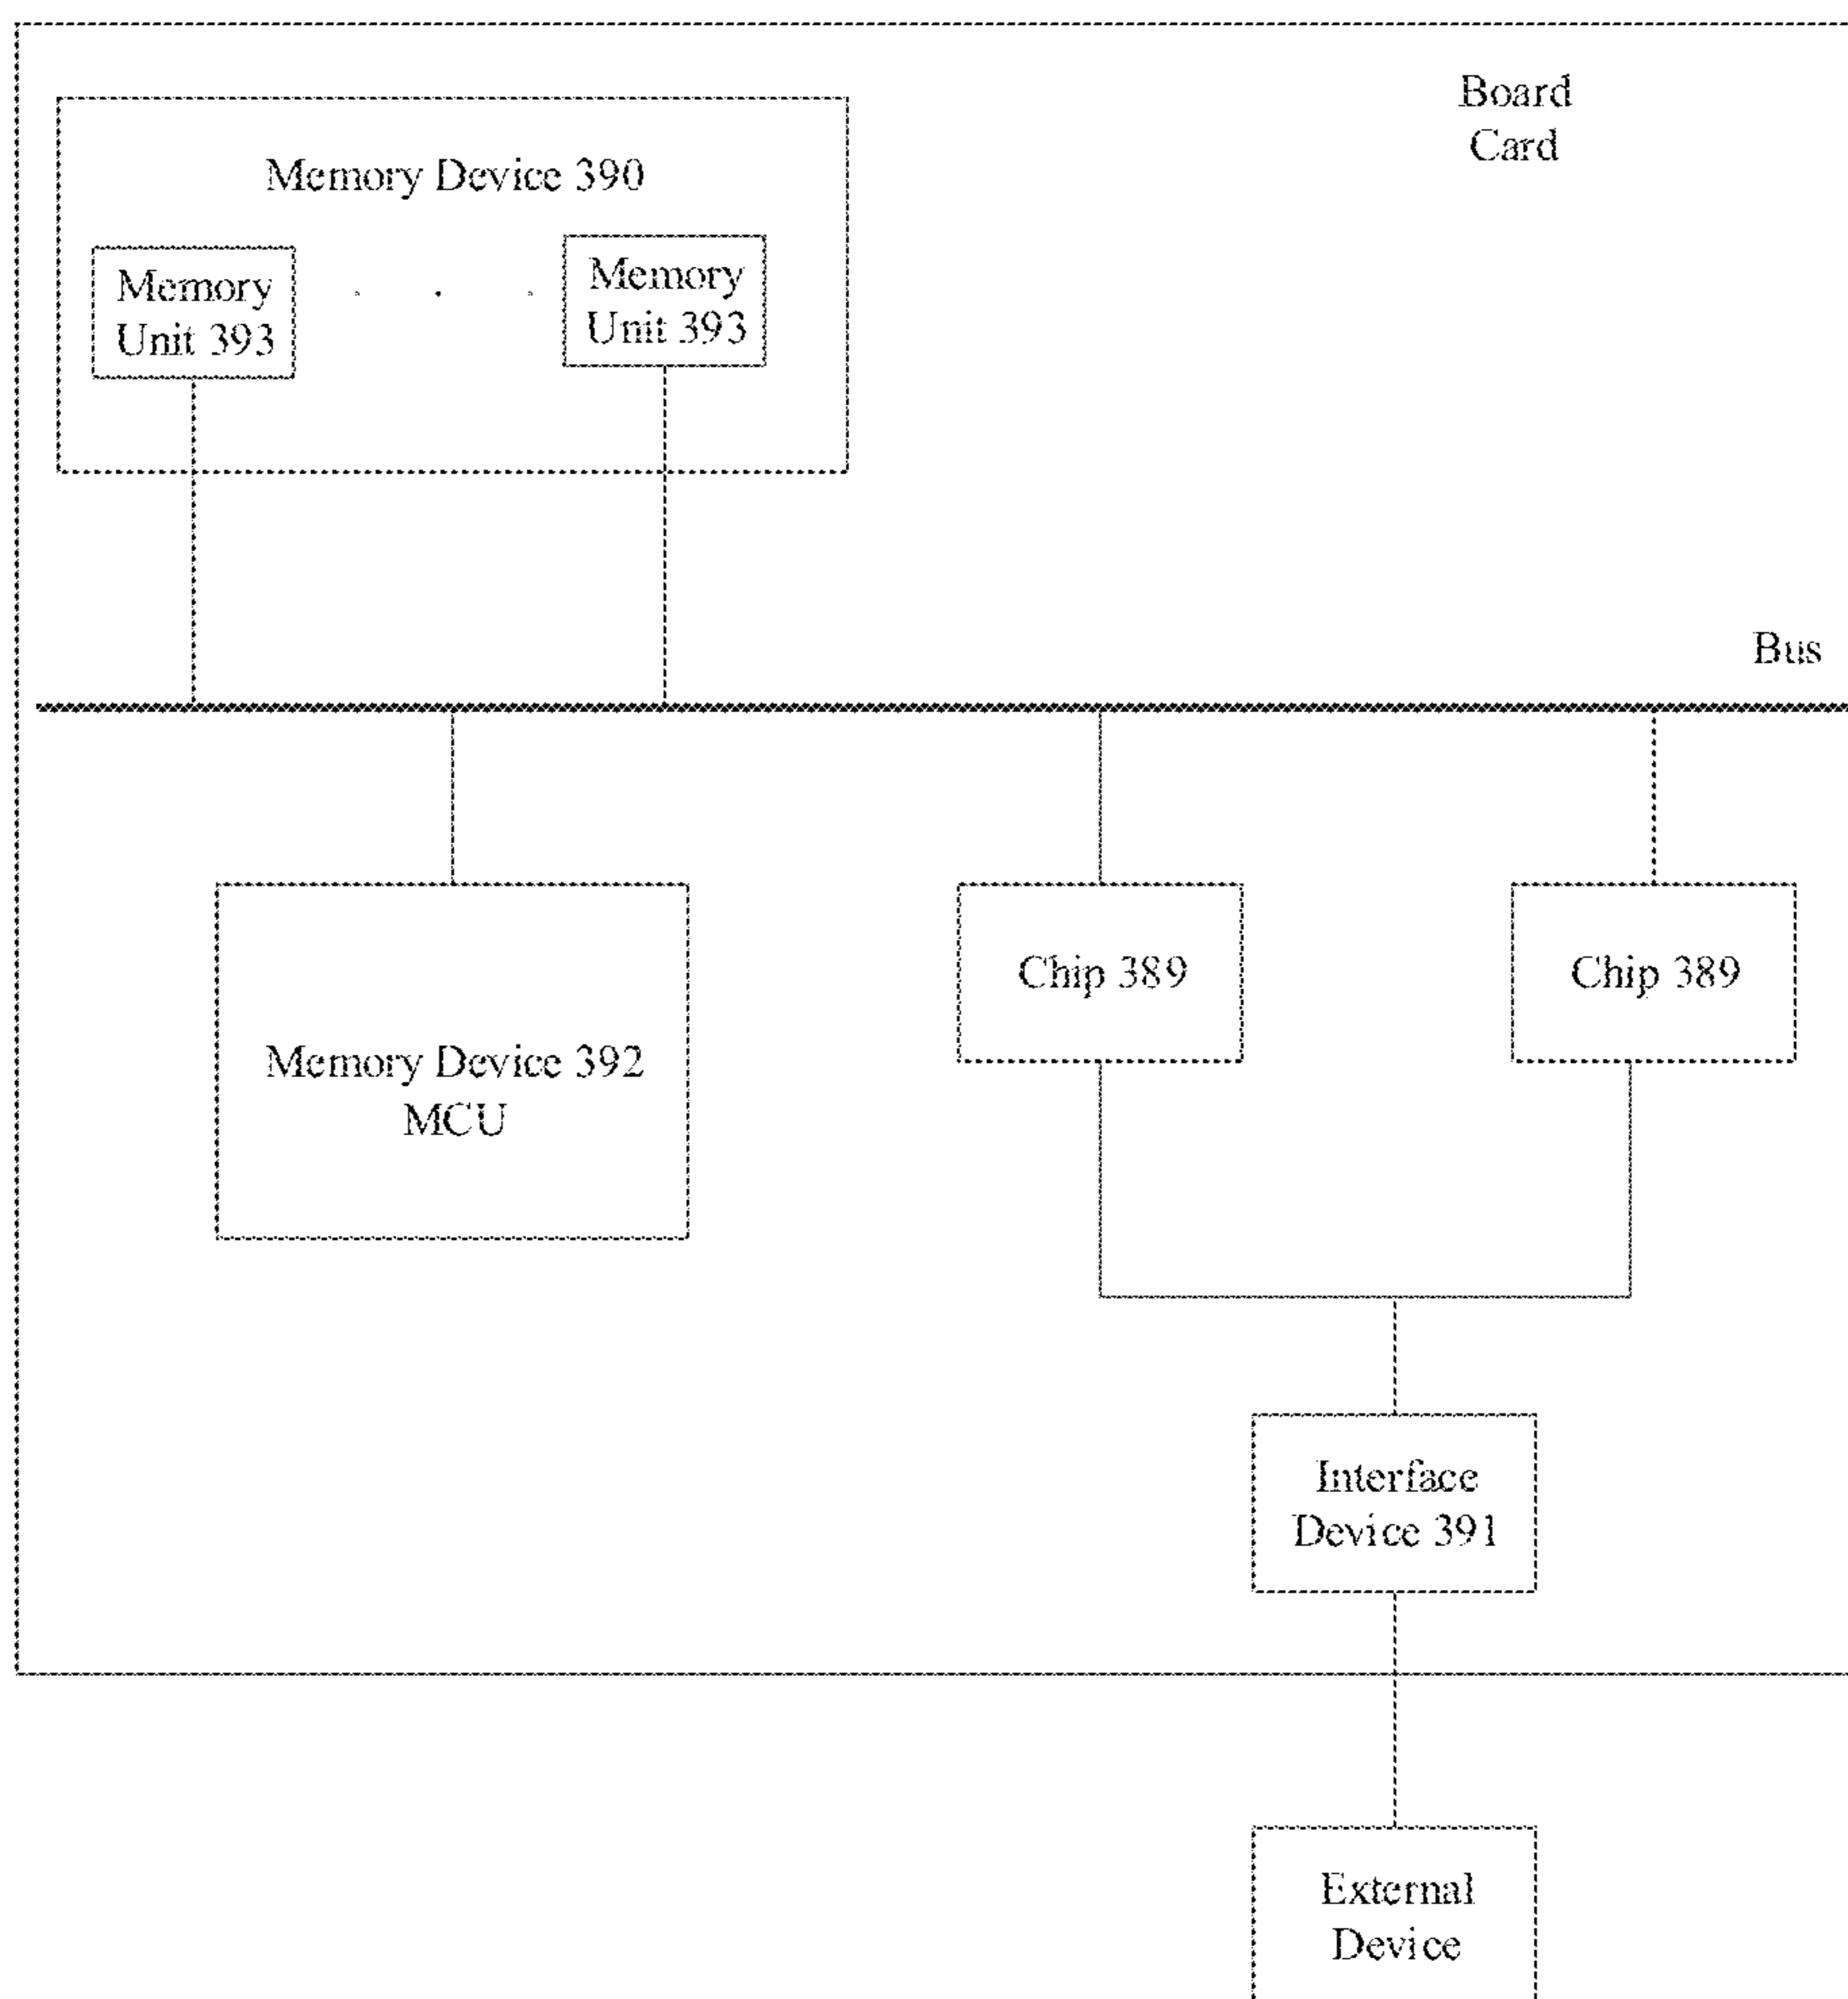 Board
Card
Memory Device 390
Memory
Unit 393
. . .
Memory
Unit 393
Bus
Memory Device 392
MCU
Chip 389
Chip 389
Interface
Device 391
External
Device